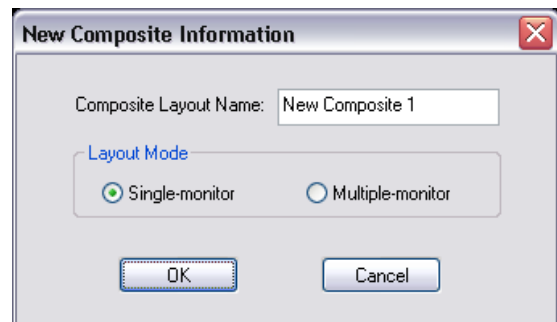 New Composite Information
Composite Layout Name: New Composite 1
Layout Mode
Single-monitor Multiple-monitor
OK Cancel